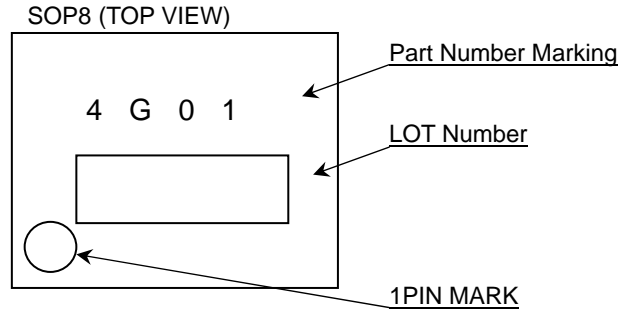 SOP8 (TOP VIEW)
Part Number Marking
4 G 0 1
LOT Number
1PIN MARK